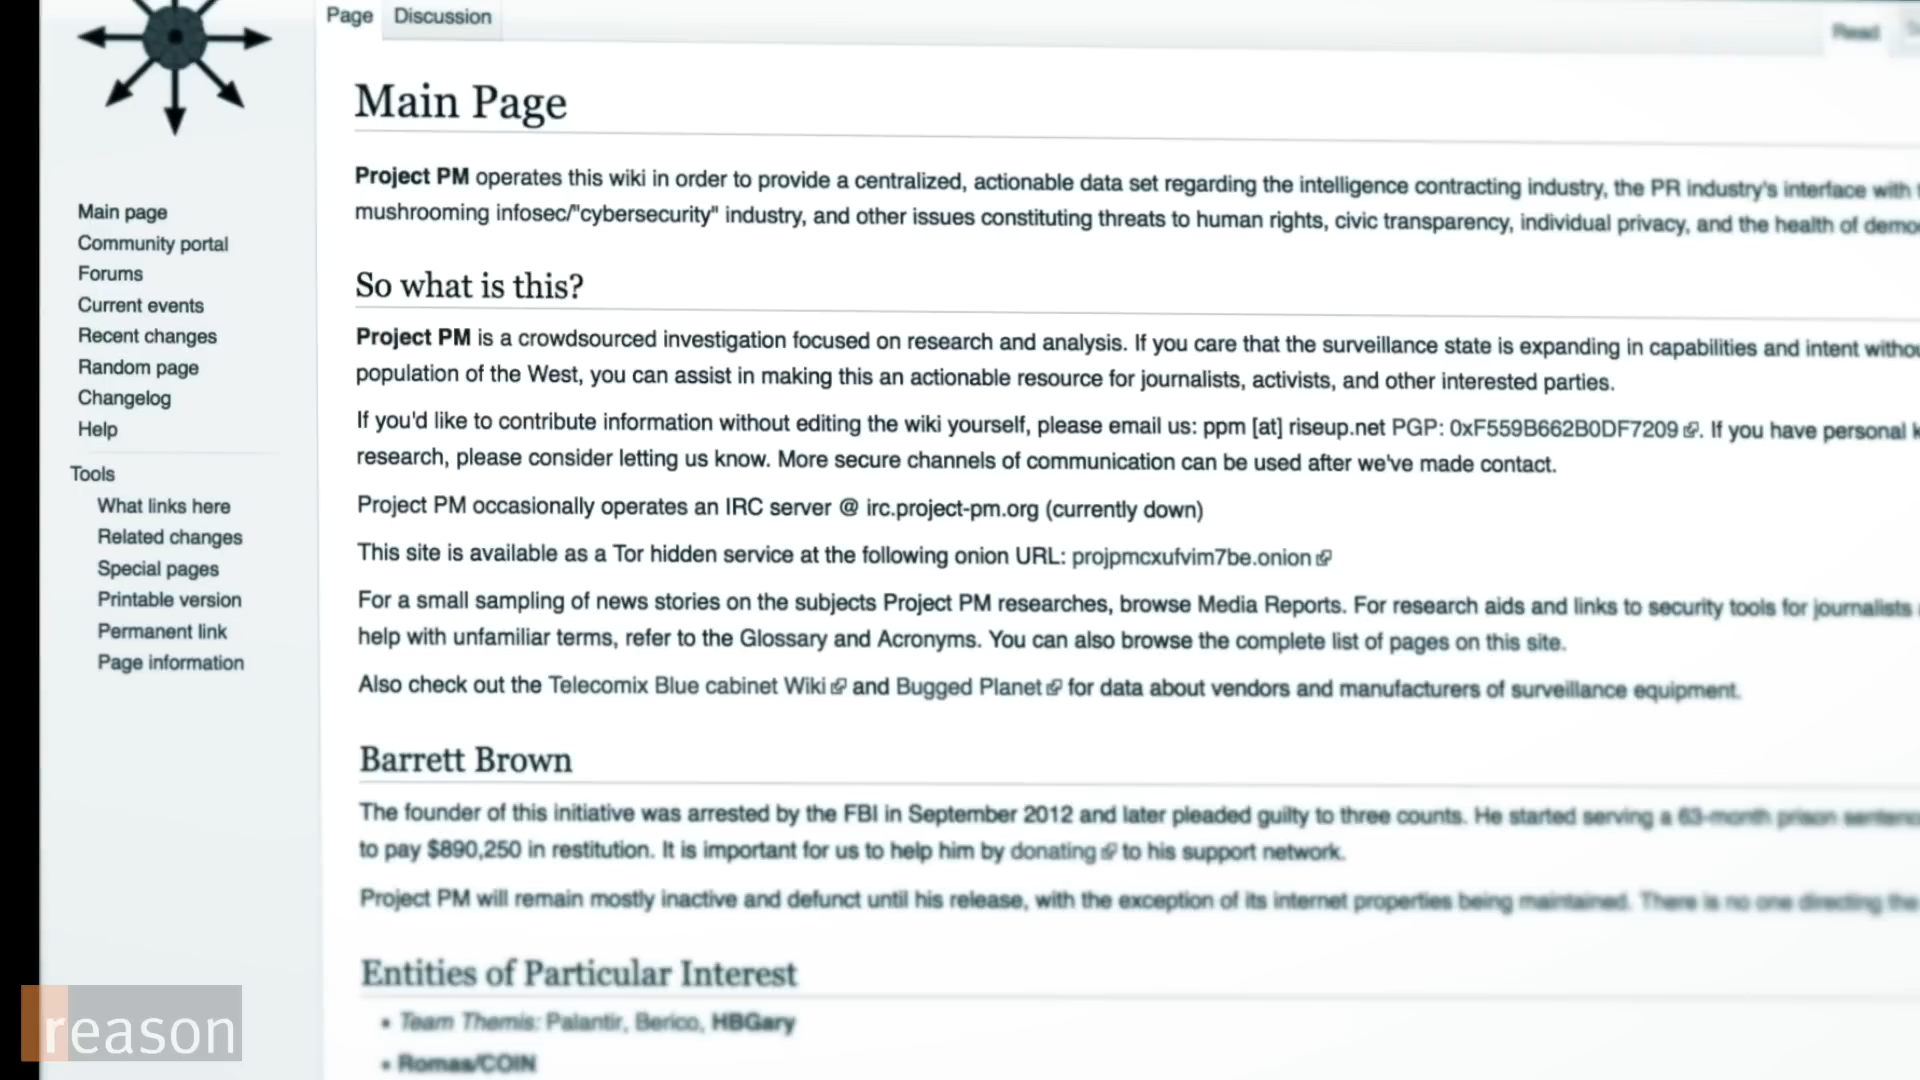 Page
Discussion
Read
Main Page
Project PM operates this wiki in order to provide a centralized, actionable data set regarding the intelligence contracting industry, the PR industry's interface with
mushrooming infosec/"cybersecurity" industry, and other issues constituting threats to human rights, civic transparency, individual privacy, and the health of
So what is this?
Project PM is a crowdsourced investigation focused on research and analysis. If you care that the surveillance state is expanding in capabilities and intent
population of the West, you can assist in making this an actionable resource for journalists, activists, and other interested parties.
If you'd like to contribute information without editing the wiki yourself, please email us: ppm [at] riseup.net PGP: 0xF559B662B0DF7209. If you have personal
research, please consider letting us know. More secure channels of communication can be used after we've made contact.
Project PM occasionally operates an IRC server @ irc.project-pm.org (currently down)
This site is available as a Tor hidden service at the following onion URL: projpmcxufvim7be.onion
For a small sampling of news stories on the subjects Project PM researches, browse Media Reports. For research aids and links to security tools for journalists
help with unfamiliar terms, refer to the Glossary and Acronyms. You can also browse the complete list of pages on this site.
Also check out the Telecomix Blue cabinet Wiki and Bugged Planet for data about vendors and manufacturers of surveillance equipment.
Barrett Brown
The founder of this initiative was arrested by the FBI in September 2012 and later pleaded guilty to three counts. He started serving a 63-month prison
to pay $890,250 in restitution. It is important for us to help him by donating to his support network.
Project PM will remain mostly inactive and defunct until his release, with the exception of its internet properties being maintained. There is no one directing the
Entities of Particular Interest
Team Themis: Palantir, Berico, HBGary
Romas/COIN
Main page
Community portal
Forums
Current events
Recent changes
Random page
Changelog
Help
Tools
What links here
Related changes
Special pages
Printable version
Permanent link
Page information
reason